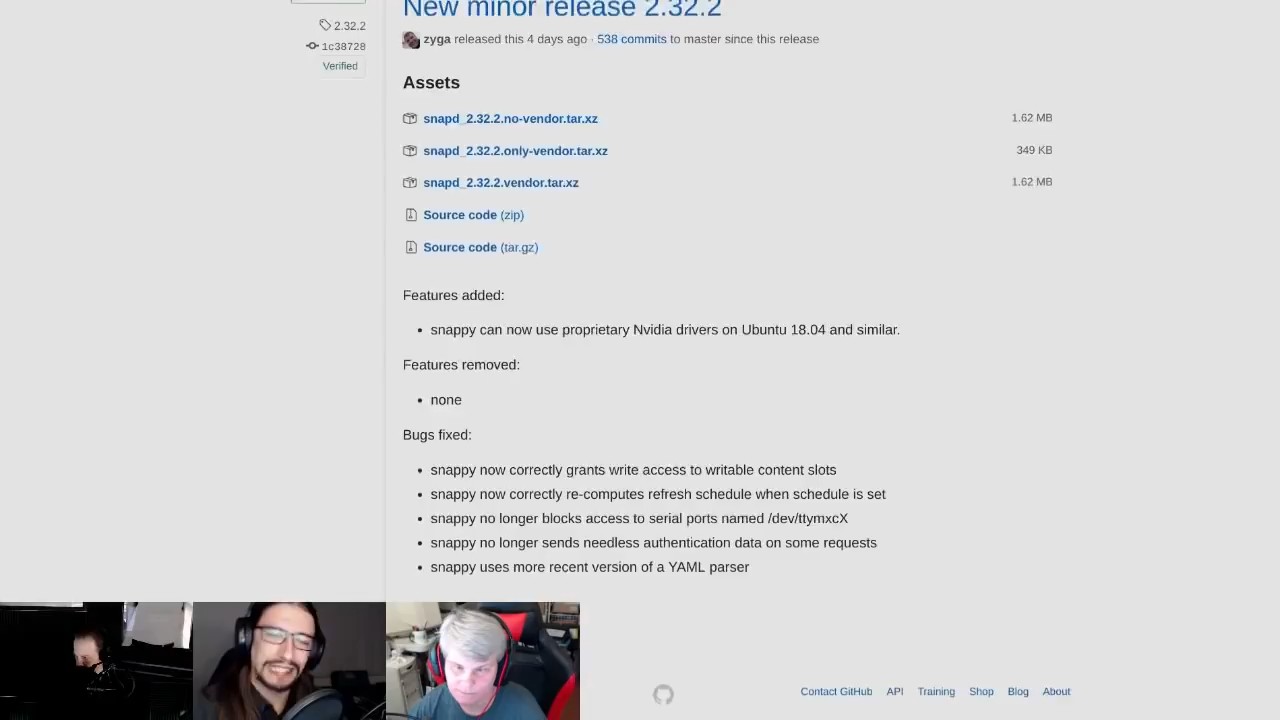 New minor release 2.32.2
2.32.2
zyga released this 4 days ago · 538 commits to master since this release
1c38728
Verified
Assets
snapd_2.32.2.no-vendor.tar.xz 1.62 MB
snapd_2.32.2.only-vendor.tar.xz 349 KB
snapd_2.32.2.vendor.tar.xz 1.62 MB
Source code (zip)
Source code (tar.gz)
Features added:
• snappy can now use proprietary Nvidia drivers on Ubuntu 18.04 and similar.
Features removed:
• none
Bugs fixed:
• snappy now correctly grants write access to writable content slots
• snappy now correctly re-computes refresh schedule when schedule is set
• snappy no longer blocks access to serial ports named /dev/ttymxcX
• snappy no longer sends needless authentication data on some requests
• snappy uses more recent version of a YAML parser
Contact GitHub API Training Shop Blog About